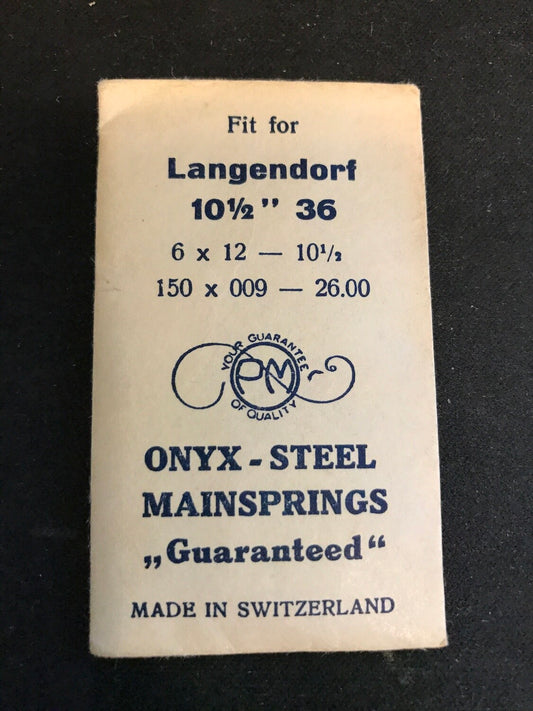 Fit for
Langendorf
10½" 36
6 x 12 — 10½
150 x 009 — 26.00
YOUR GUARANTEE
PM
OF QUALITY
ONYX - STEEL
MAINSPRINGS
„Guaranteed“
MADE IN SWITZERLAND